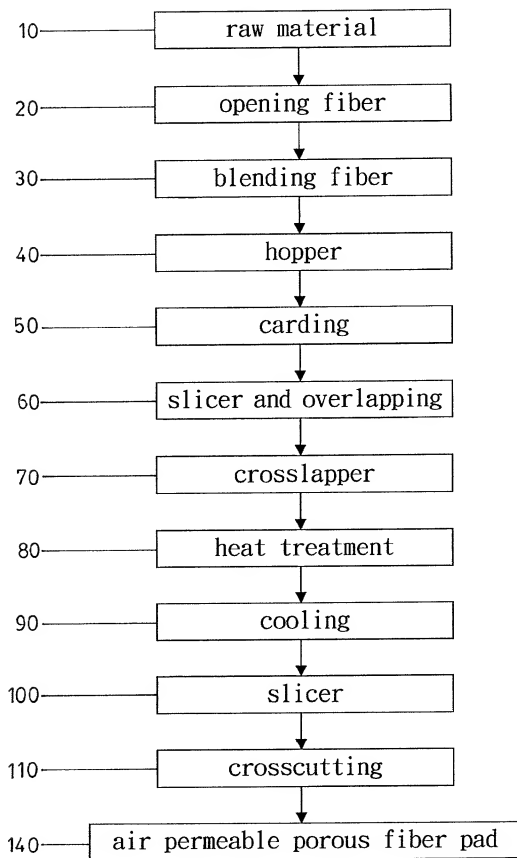 10 raw material
20 opening fiber
30 blending fiber
40 hopper
50 carding
60 slicer and overlapping
70 crosslapper
80 heat treatment
90 cooling
100 slicer
110 crosscutting
140 air permeable porous fiber pad